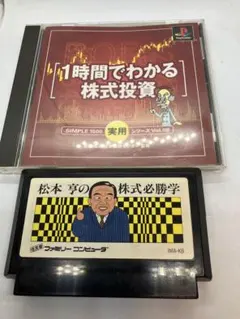 1時間でわかる
株式投資
SIMPLE 1500 実用 シリーズ Vol.
松本 亨の
株式必勝学
ファミリー コンピュータ